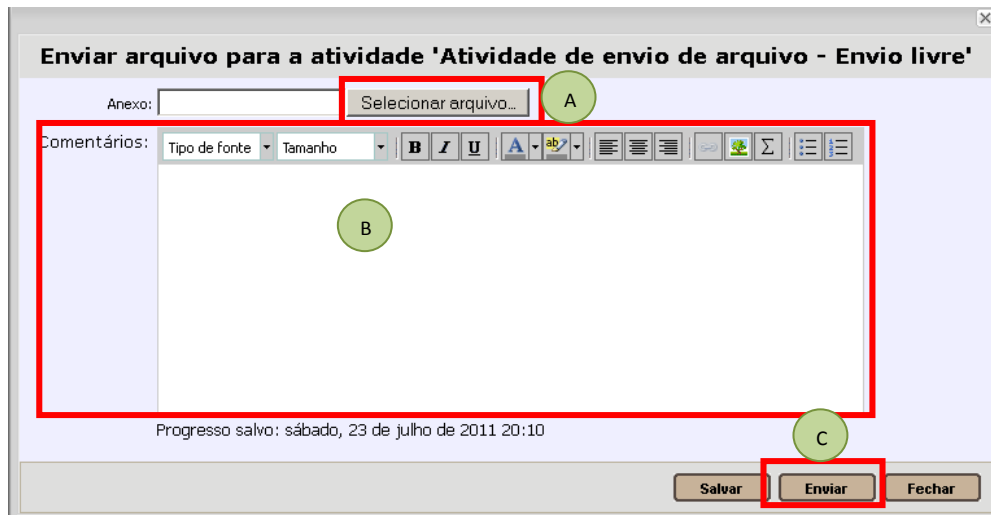 Enviar arquivo para a atividade 'Atividade de envio de arquivo - Envio livre'
Anexo: Selecionar arquivo... A
Comentários: Tipo de fonte Tamanho B I U A ab Σ
B
Progresso salvo: sábado, 23 de julho de 2011 20:10
C
Salvar Enviar Fechar